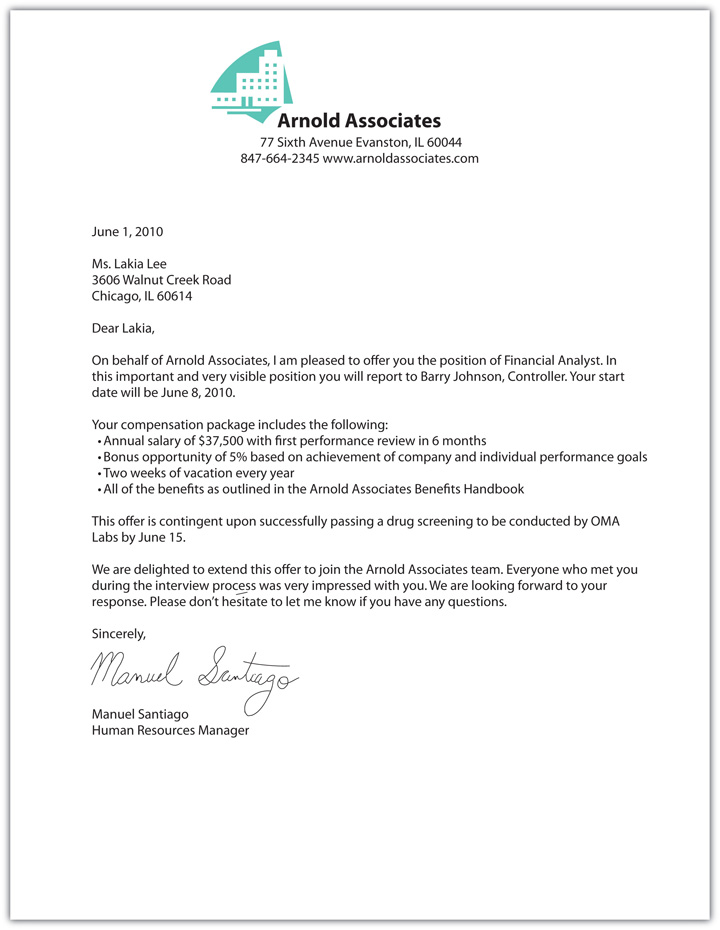 Arnold Associates
77 Sixth Avenue Evanston, IL 60044
847-664-2345 www.arnoldassociates.com
June 1, 2010
Ms. Lakia Lee
3606 Walnut Creek Road
Chicago, IL 60614
Dear Lakia,
On behalf of Arnold Associates, I am pleased to offer you the position of Financial Analyst. In
this important and very visible position you will report to Barry Johnson, Controller. Your start
date will be June 8, 2010.
Your compensation package includes the following:
• Annual salary of $37,500 with first performance review in 6 months
• Bonus opportunity of 5% based on achievement of company and individual performance goals
• Two weeks of vacation every year
• All of the benefits as outlined in the Arnold Associates Benefits Handbook
This offer is contingent upon successfully passing a drug screening to be conducted by OMA
Labs by June 15.
We are delighted to extend this offer to join the Arnold Associates team. Everyone who met you
during the interview process was very impressed with you. We are looking forward to your
response. Please don't hesitate to let me know if you have any questions.
Sincerely,
Manuel Santiago
Manuel Santiago
Human Resources Manager